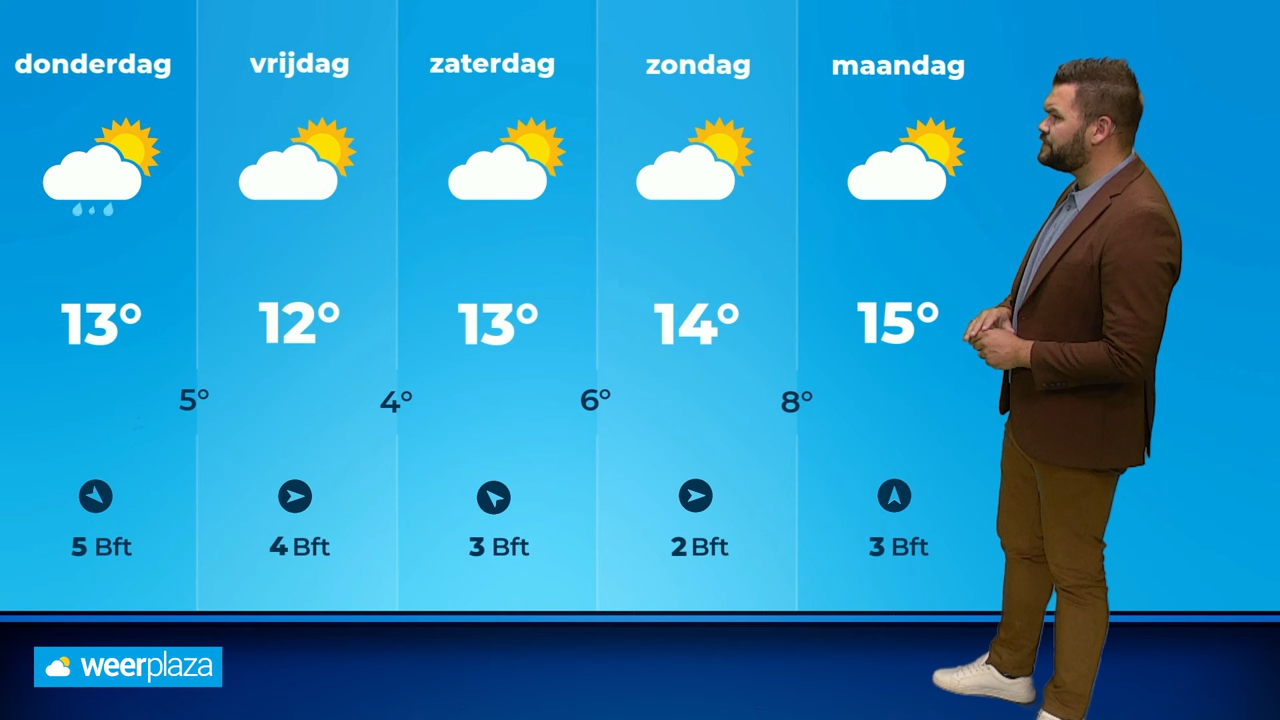 donderdag vrijdag zaterdag zondag maandag
13° 12° 13° 14° 15°
5° 4° 6° 8°
5 Bft 4 Bft 3 Bft 2 Bft 3 Bft
weerplaza